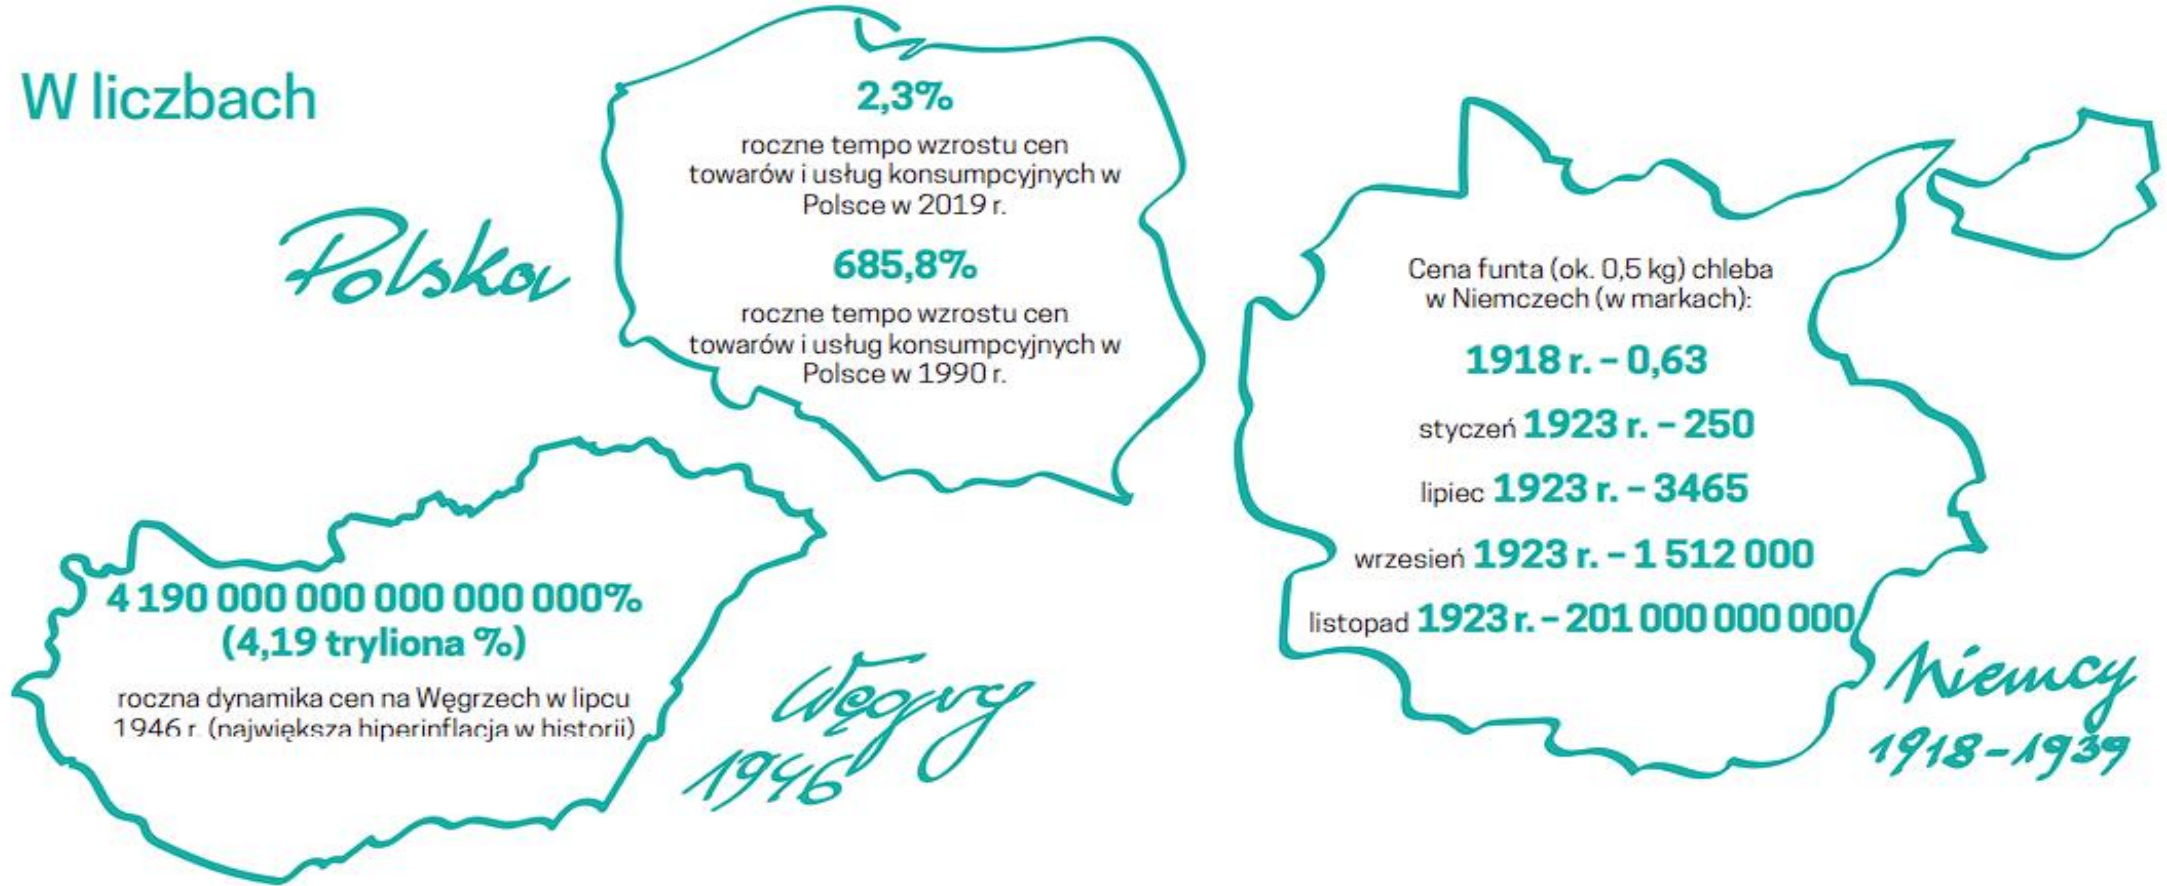 W liczbach
Polska
2,3%
roczne tempo wzrostu cen
towarów i usług konsumpcyjnych w
Polsce w 2019 r.
685,8%
roczne tempo wzrostu cen
towarów i usług konsumpcyjnych w
Polsce w 1990 r.
4 190 000 000 000 000 000%
(4,19 tryliona %)
roczna dynamika cen na Węgrzech w lipcu
1946 r. (największa hiperinflacja w historii)
Węgry
1946
Cena funta (ok. 0,5 kg) chleba
w Niemczech (w markach):
1918 r. – 0,63
styczeń 1923 r. – 250
lipiec 1923 r. – 3465
wrzesień 1923 r. – 1 512 000
listopad 1923 r. – 201 000 000 000
Niemcy
1918-1939